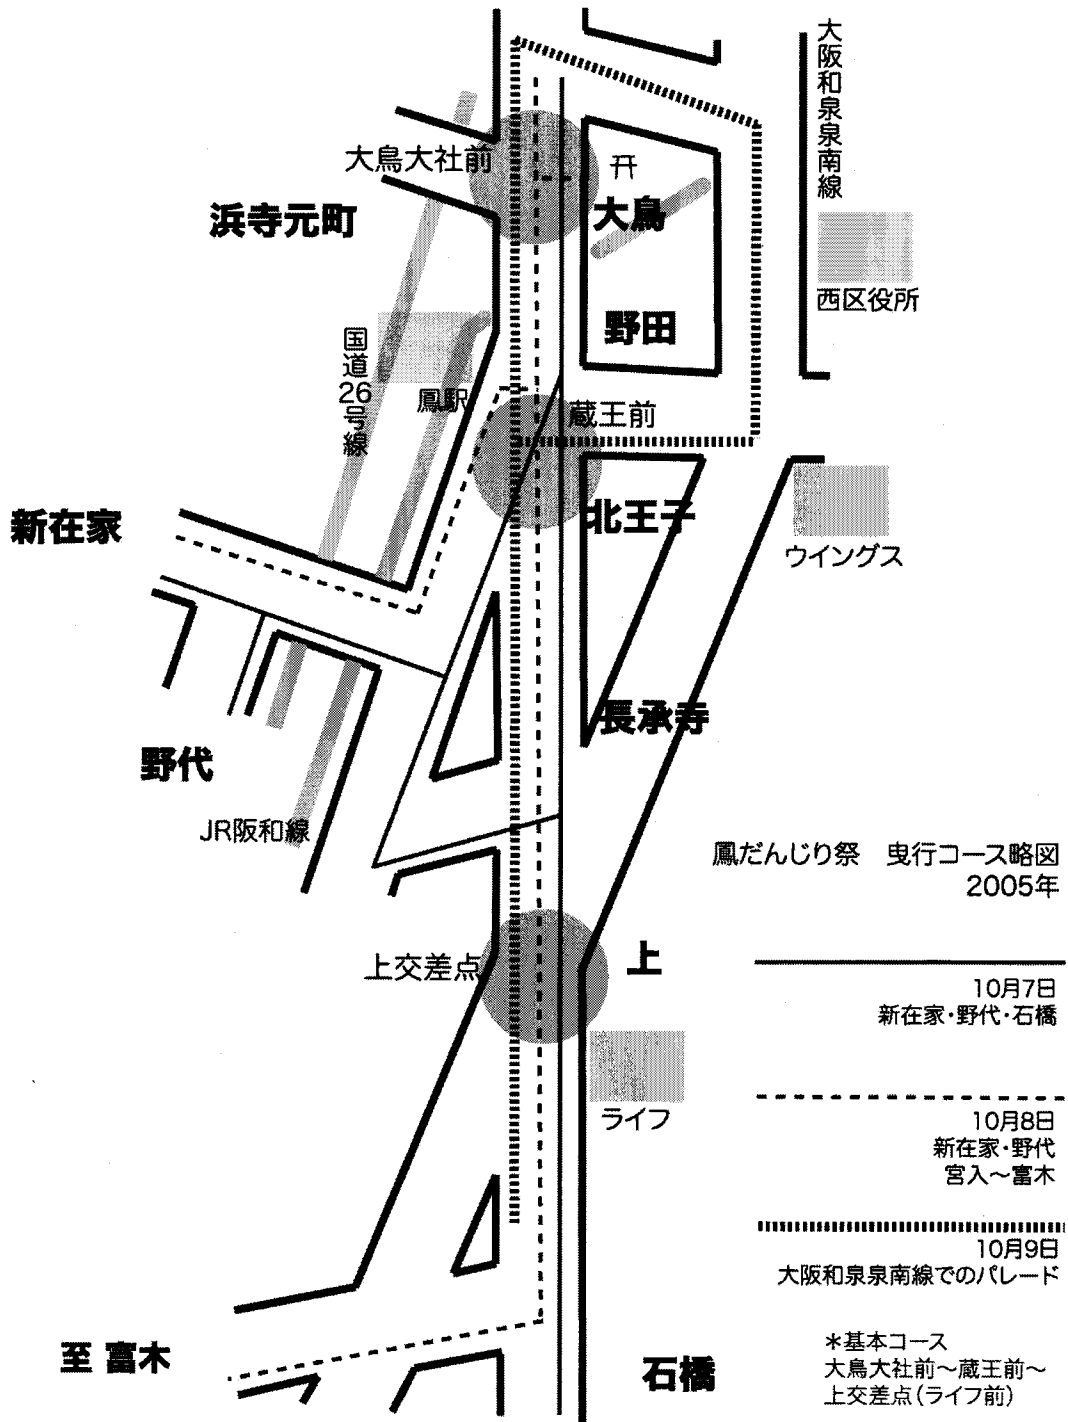 大阪和泉泉南線
大鳥大社前
大鳥
浜寺元町
西区役所
野田
国道26号線
鳳駅
蔵王前
新在家
北王子
ウイングス
長承寺
野代
JR阪和線
鳳だんじり祭 曳行コース略図
2005年
上交差点
上
10月7日
新在家・野代・石橋
ライフ
10月8日
新在家・野代
宮入～富木
10月9日
大阪和泉泉南線でのパレード
至 富木
石橋
＊基本コース
大鳥大社前～蔵王前～
上交差点（ライフ前）